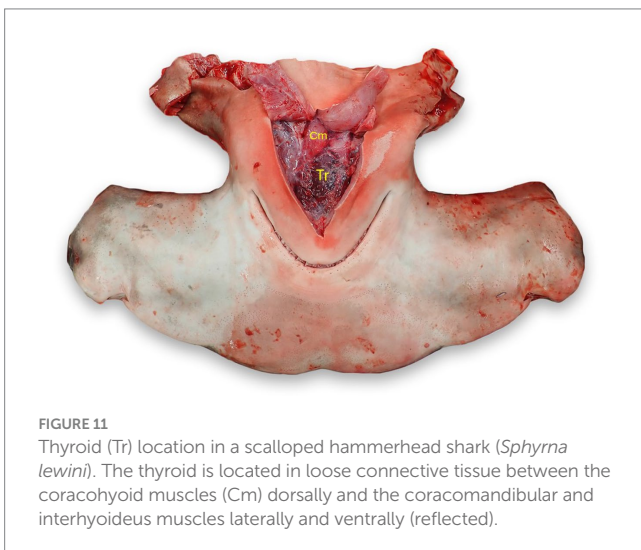 Cm
Tr
FIGURE 11
Thyroid (Tr) location in a scalloped hammerhead shark (Sphyrna
lewini). The thyroid is located in loose connective tissue between the
coracohyoid muscles (Cm) dorsally and the coracomandibular and
interhyoideus muscles laterally and ventrally (reflected).